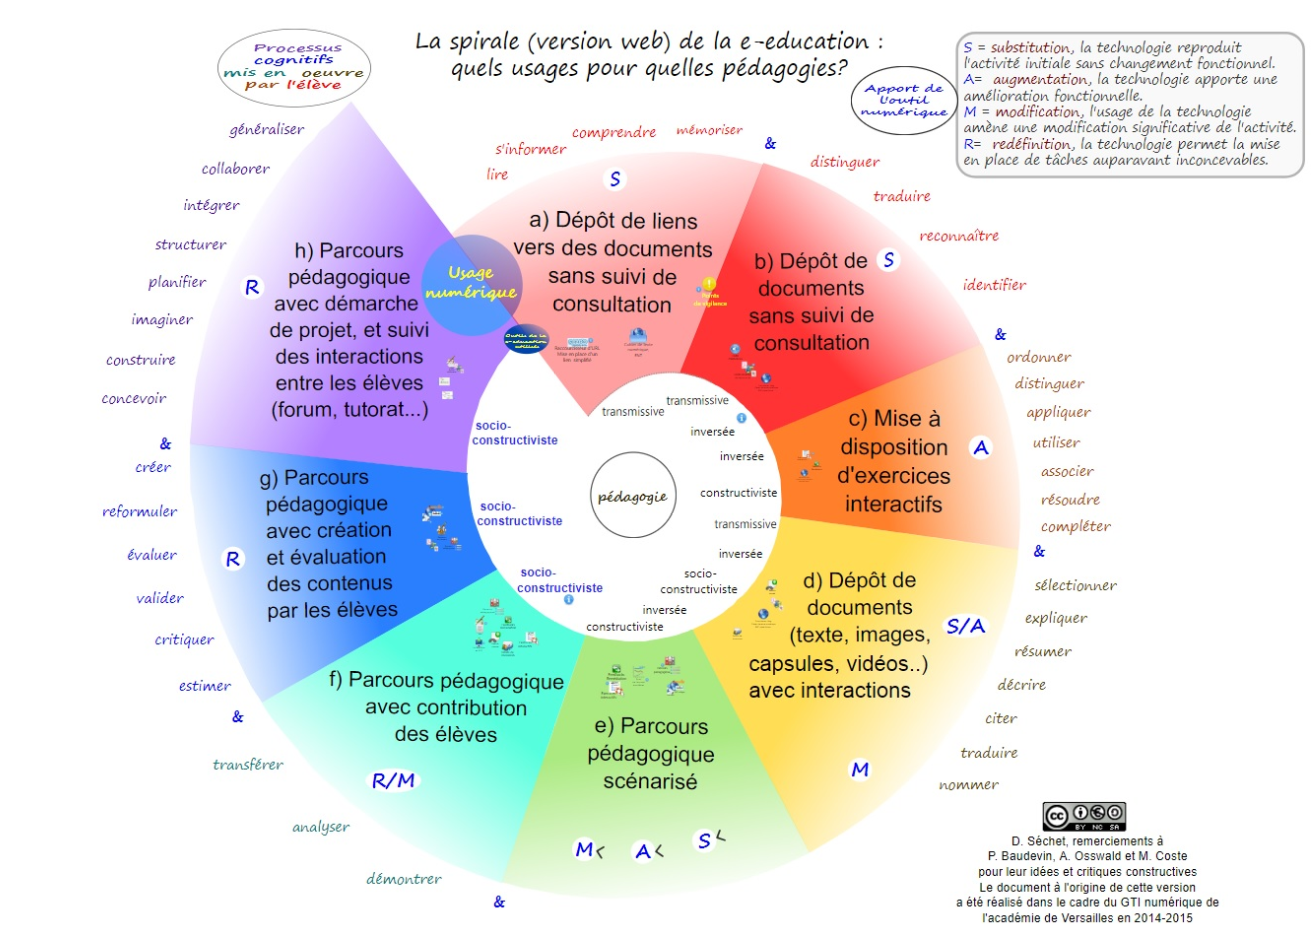 La spirale (version web) de la e-education :
quels usages pour quelles pédagogies?
Processus
cognitifs
mis en oeuvre
par l'élève
Apport de
l'outil
numérique
S = substitution, la technologie reproduit
l'activité initiale sans changement fonctionnel.
A= augmentation, la technologie apporte une
amélioration fonctionnelle.
M = modification, l'usage de la technologie
amène une modification significative de l'activité.
R= redéfinition, la technologie permet la mise
en place de tâches auparavant inconcevables.
lire
s'informer
comprendre
mémoriser
&
distinguer
traduire
reconnaître
identifier
&
ordonner
distinguer
appliquer
utiliser
associer
résoudre
compléter
&
sélectionner
expliquer
résumer
décrire
citer
traduire
nommer
&
démontrer
analyser
transférer
&
estimer
critiquer
valider
évaluer
reformuler
créer
&
concevoir
construire
imaginer
planifier
structurer
intégrer
collaborer
généraliser
Usage
numérique
Outils de la
e-education
utilisés
S
a) Dépôt de liens
vers des documents
sans suivi de
consultation
b) Dépôt de
documents
sans suivi de
consultation
S
c) Mise à
disposition
d'exercices
interactifs
A
d) Dépôt de
documents
(texte, images,
capsules, vidéos..)
avec interactions
S/A
M
e) Parcours
pédagogique
scénarisé
M<
A<
S<
f) Parcours pédagogique
avec contribution
des élèves
R/M
g) Parcours
pédagogique
avec création
et évaluation
des contenus
par les élèves
R
h) Parcours
pédagogique
avec démarche
de projet, et suivi
des interactions
entre les élèves
(forum, tutorat...)
R
pédagogie
transmissive
transmissive
inversée
inversée
constructiviste
transmissive
inversée
socio-
constructiviste
inversée
constructiviste
socio-
constructiviste
socio-
constructiviste
socio-
constructiviste
BY NC SA
D. Séchet, remerciements à
P. Baudevin, A. Osswald et M. Coste
pour leur idées et critiques constructives
Le document à l'origine de cette version
a été réalisé dans le cadre du GTI numérique de
l'académie de Versailles en 2014-2015